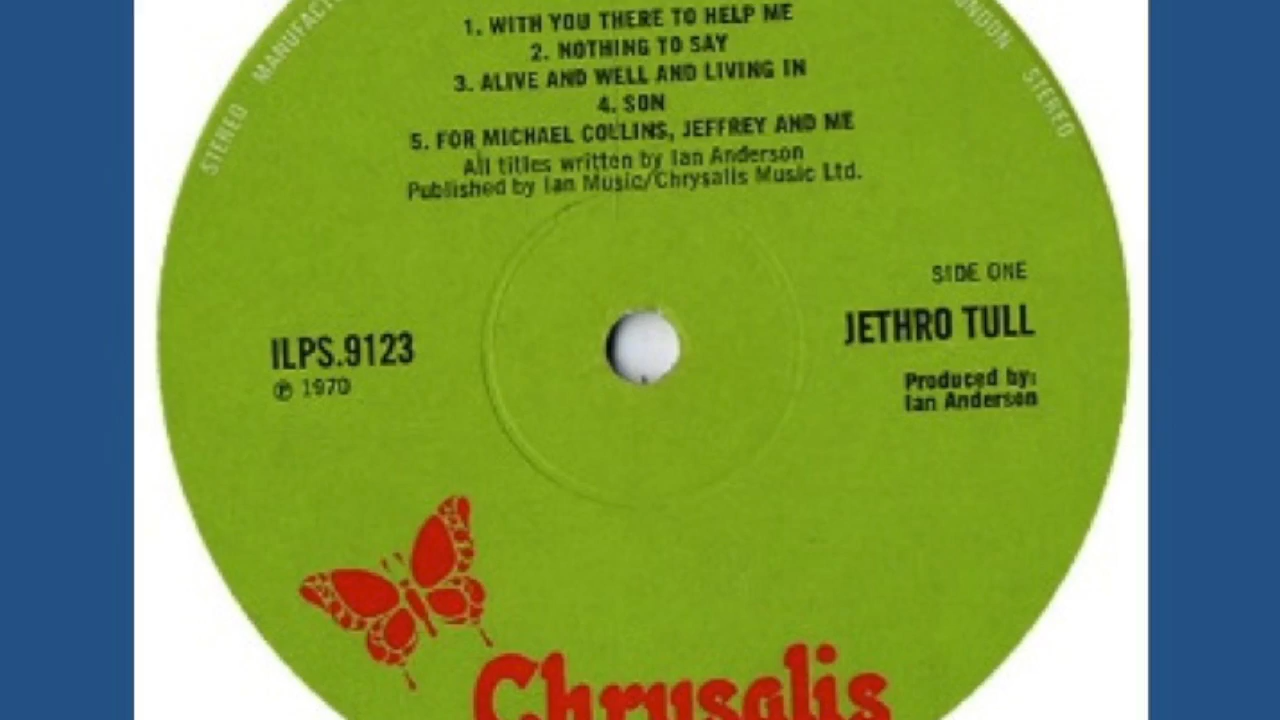 STEREO
MANUFACTU
ONDON
STEREO
1. WITH YOU THERE TO HELP ME
2. NOTHING TO SAY
3. ALIVE AND WELL AND LIVING IN
4. SON
5. FOR MICHAEL COLLINS, JEFFREY AND ME
All titles written by Ian Anderson
Published by Ian Music/Chrysalis Music Ltd.
SIDE ONE
JETHRO TULL
ILPS.9123
℗ 1970
Produced by:
Ian Anderson
Chrysalis